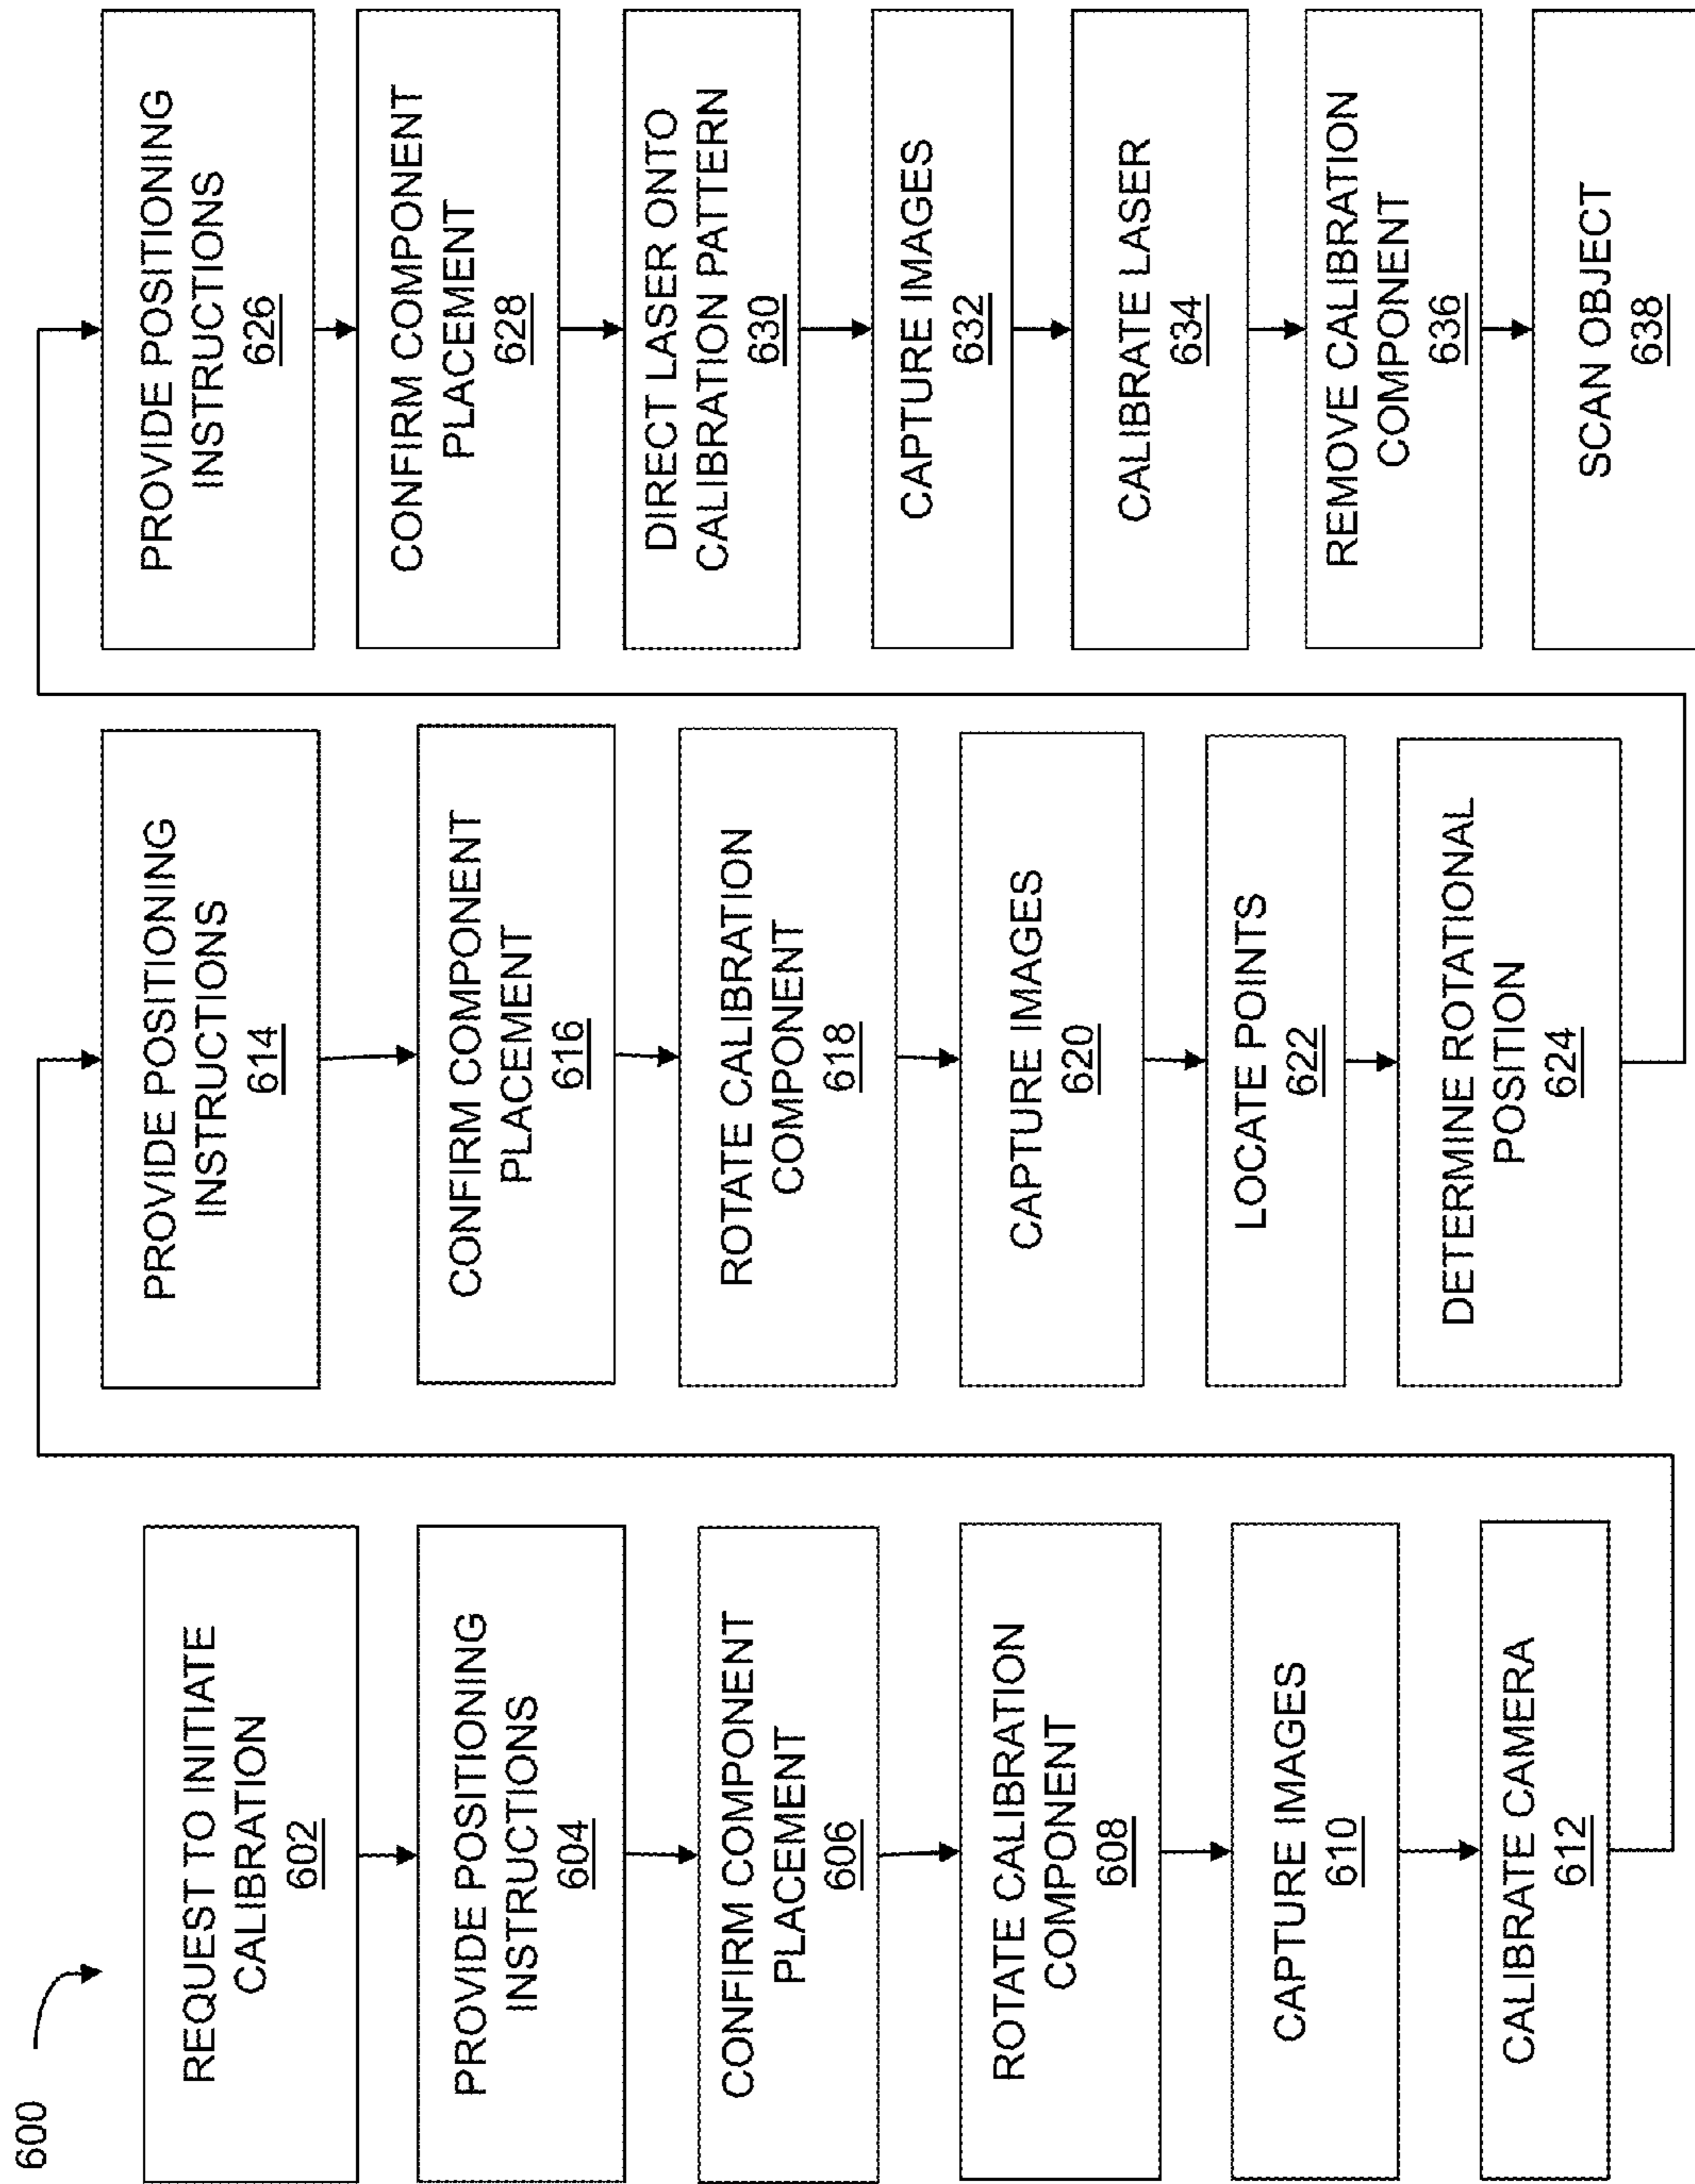 600
REQUEST TO INITIATE
CALIBRATION
602
PROVIDE POSITIONING
INSTRUCTIONS
604
CONFIRM COMPONENT
PLACEMENT
606
ROTATE CALIBRATION
COMPONENT
608
CAPTURE IMAGES
610
CALIBRATE CAMERA
612
PROVIDE POSITIONING
INSTRUCTIONS
614
CONFIRM COMPONENT
PLACEMENT
616
ROTATE CALIBRATION
COMPONENT
618
CAPTURE IMAGES
620
LOCATE POINTS
622
DETERMINE ROTATIONAL
POSITION
624
PROVIDE POSITIONING
INSTRUCTIONS
626
CONFIRM COMPONENT
PLACEMENT
628
DIRECT LASER ONTO
CALIBRATION PATTERN
630
CAPTURE IMAGES
632
CALIBRATE LASER
634
REMOVE CALIBRATION
COMPONENT
636
SCAN OBJECT
638